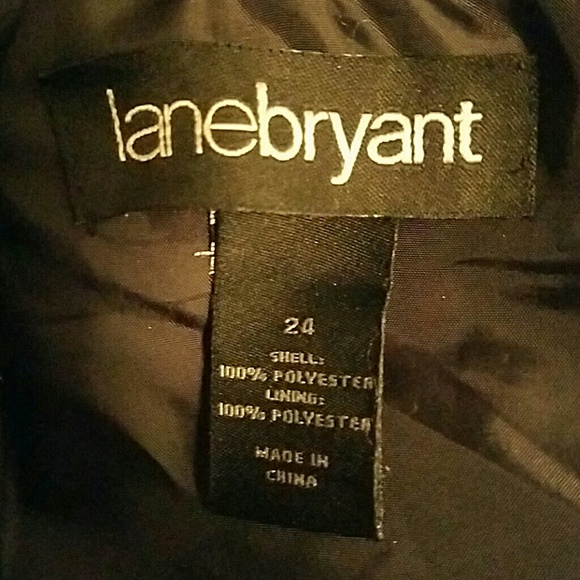 lanebryant
24
SHELL:
100% POLYESTER
LINING:
100% POLYESTER
MADE IN
CHINA